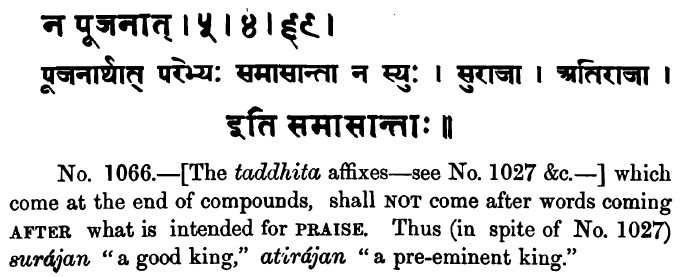 न पूजनात् । ५ । ४ । ६९ ।
पूजनार्थात् परेभ्यः समासान्ता न स्युः । सुराजा । अतिराजा ।
इति समासान्ताः ॥
No. 1066.—[The taddhita affixes—see No. 1027 &c.—] which
come at the end of compounds, shall NOT come after words coming
AFTER what is intended for PRAISE. Thus (in spite of No. 1027)
surájan "a good king," atirájan "a pre-eminent king."